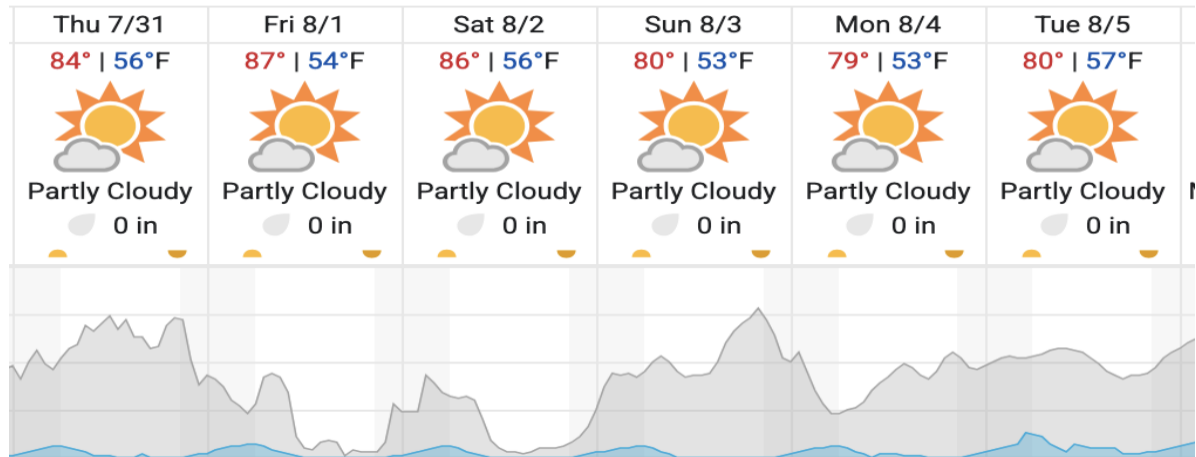 Thu 7/31 Fri 8/1 Sat 8/2 Sun 8/3 Mon 8/4 Tue 8/5
84° | 56°F 87° | 54°F 86° | 56°F 80° | 53°F 79° | 53°F 80° | 57°F
Partly Cloudy Partly Cloudy Partly Cloudy Partly Cloudy Partly Cloudy Partly Cloudy
0 in 0 in 0 in 0 in 0 in 0 in